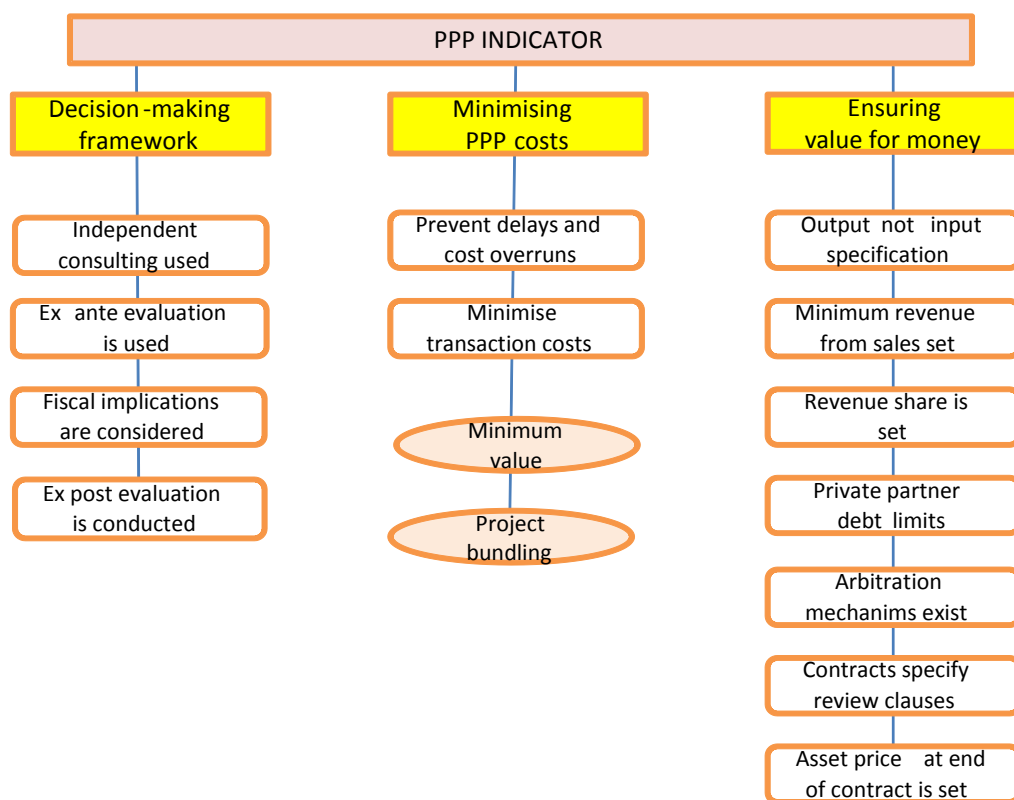 PPP INDICATOR
Decision-making
framework
Independent
consulting used
Ex ante evaluation
is used
Fiscal implications
are considered
Ex post evaluation
is conducted
Minimising
PPP costs
Prevent delays and
cost overruns
Minimise
transaction costs
Minimum
value
Project
bundling
Ensuring
value for money
Output not input
specification
Minimum revenue
from sales set
Revenue share is
set
Private partner
debt limits
Arbitration
mechanims exist
Contracts specify
review clauses
Asset price at end
of contract is set